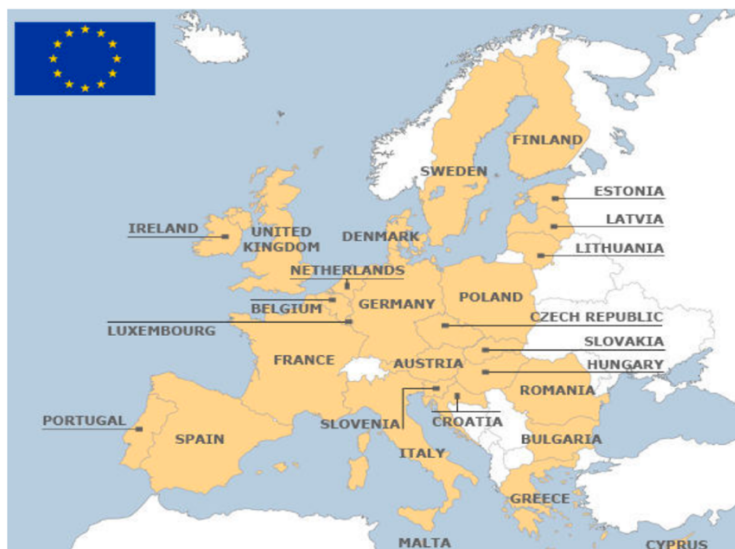 FINLAND
SWEDEN
ESTONIA
LATVIA
IRELAND
UNITED
KINGDOM
DENMARK
LITHUANIA
NETHERLANDS
BELGIUM
GERMANY
POLAND
LUXEMBOURG
CZECH REPUBLIC
SLOVAKIA
FRANCE
AUSTRIA
HUNGARY
ROMANIA
PORTUGAL
SPAIN
SLOVENIA
CROATIA
BULGARIA
ITALY
GREECE
MALTA
CYPRUS